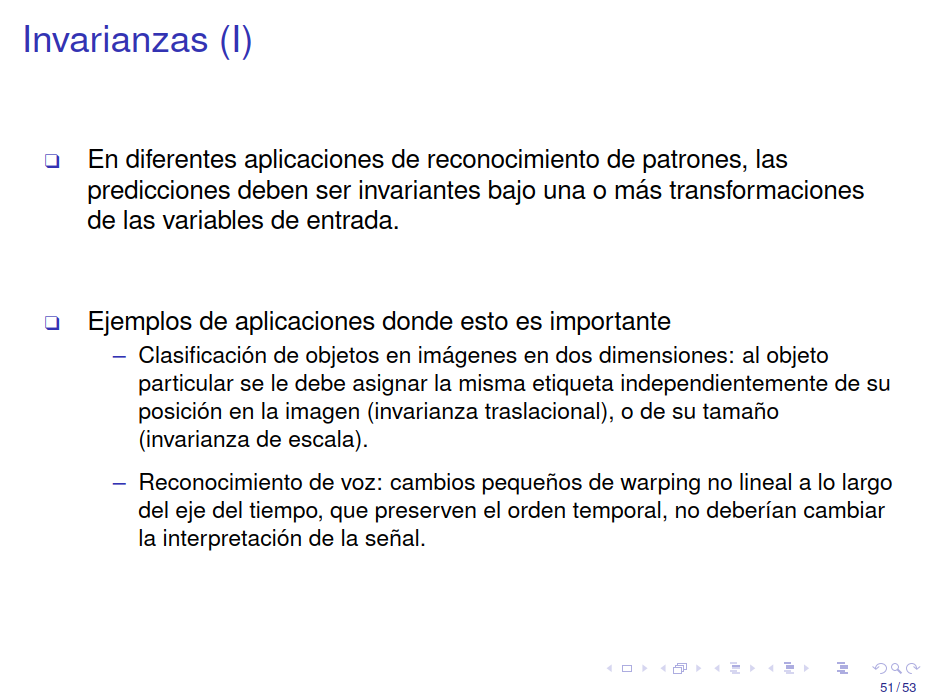 Invarianzas (I)
En diferentes aplicaciones de reconocimiento de patrones, las
predicciones deben ser invariantes bajo una o más transformaciones
de las variables de entrada.
Ejemplos de aplicaciones donde esto es importante
– Clasificación de objetos en imágenes en dos dimensiones: al objeto
particular se le debe asignar la misma etiqueta independientemente de su
posición en la imagen (invarianza traslacional), o de su tamaño
(invarianza de escala).
– Reconocimiento de voz: cambios pequeños de warping no lineal a lo largo
del eje del tiempo, que preserven el orden temporal, no deberían cambiar
la interpretación de la señal.
51 / 53